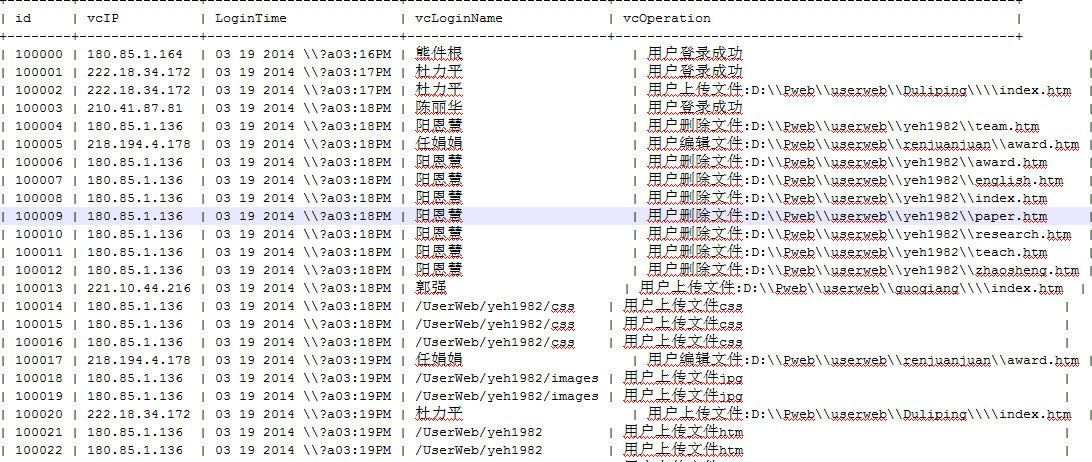 | id | vcIP | LoginTime | vcLoginName | vcOperation |
| 100000 | 180.85.1.164 | 03 19 2014 \\?a03:16PM | 熊件根 | 用户登录成功
| 100001 | 222.18.34.172 | 03 19 2014 \\?a03:17PM | 杜力平 | 用户登录成功
| 100002 | 222.18.34.172 | 03 19 2014 \\?a03:17PM | 杜力平 | 用户上传文件:D:\\Pweb\\userweb\\Duliping\\\\index.htm
| 100003 | 210.41.87.81 | 03 19 2014 \\?a03:18PM | 陈丽华 | 用户登录成功
| 100004 | 180.85.1.136 | 03 19 2014 \\?a03:18PM | 阳恩慧 | 用户删除文件:D:\\Pweb\\userweb\\yeh1982\\team.htm
| 100005 | 218.194.4.178 | 03 19 2014 \\?a03:18PM | 任娟娟 | 用户编辑文件:D:\\Pweb\\userweb\\renjuanjuan\\award.htm
| 100006 | 180.85.1.136 | 03 19 2014 \\?a03:18PM | 阳恩慧 | 用户删除文件:D:\\Pweb\\userweb\\yeh1982\\award.htm
| 100007 | 180.85.1.136 | 03 19 2014 \\?a03:18PM | 阳恩慧 | 用户删除文件:D:\\Pweb\\userweb\\yeh1982\\english.htm
| 100008 | 180.85.1.136 | 03 19 2014 \\?a03:18PM | 阳恩慧 | 用户删除文件:D:\\Pweb\\userweb\\yeh1982\\index.htm
| 100009 | 180.85.1.136 | 03 19 2014 \\?a03:18PM | 阳恩慧 | 用户删除文件:D:\\Pweb\\userweb\\yeh1982\\paper.htm
| 100010 | 180.85.1.136 | 03 19 2014 \\?a03:18PM | 阳恩慧 | 用户删除文件:D:\\Pweb\\userweb\\yeh1982\\research.htm
| 100011 | 180.85.1.136 | 03 19 2014 \\?a03:18PM | 阳恩慧 | 用户删除文件:D:\\Pweb\\userweb\\yeh1982\\teach.htm
| 100012 | 180.85.1.136 | 03 19 2014 \\?a03:18PM | 阳恩慧 | 用户删除文件:D:\\Pweb\\userweb\\yeh1982\\zhaosheng.htm
| 100013 | 221.10.44.216 | 03 19 2014 \\?a03:18PM | 郭强 | 用户上传文件:D:\\Pweb\\userweb\\guoqiang\\\\index.htm |
| 100014 | 180.85.1.136 | 03 19 2014 \\?a03:18PM | /UserWeb/yeh1982/css | 用户上传文件css |
| 100015 | 180.85.1.136 | 03 19 2014 \\?a03:18PM | /UserWeb/yeh1982/css | 用户上传文件css |
| 100016 | 180.85.1.136 | 03 19 2014 \\?a03:18PM | /UserWeb/yeh1982/css | 用户上传文件css |
| 100017 | 218.194.4.178 | 03 19 2014 \\?a03:19PM | 任娟娟 | 用户编辑文件:D:\\Pweb\\userweb\\renjuanjuan\\award.htm
| 100018 | 180.85.1.136 | 03 19 2014 \\?a03:19PM | /UserWeb/yeh1982/images | 用户上传文件jpg |
| 100019 | 180.85.1.136 | 03 19 2014 \\?a03:19PM | /UserWeb/yeh1982/images | 用户上传文件jpg |
| 100020 | 222.18.34.172 | 03 19 2014 \\?a03:19PM | 杜力平 | 用户上传文件:D:\\Pweb\\userweb\\Duliping\\\\index.htm
| 100021 | 180.85.1.136 | 03 19 2014 \\?a03:19PM | /UserWeb/yeh1982 | 用户上传文件htm |
| 100022 | 180.85.1.136 | 03 19 2014 \\?a03:19PM | /UserWeb/yeh1982 | 用户上传文件htm |